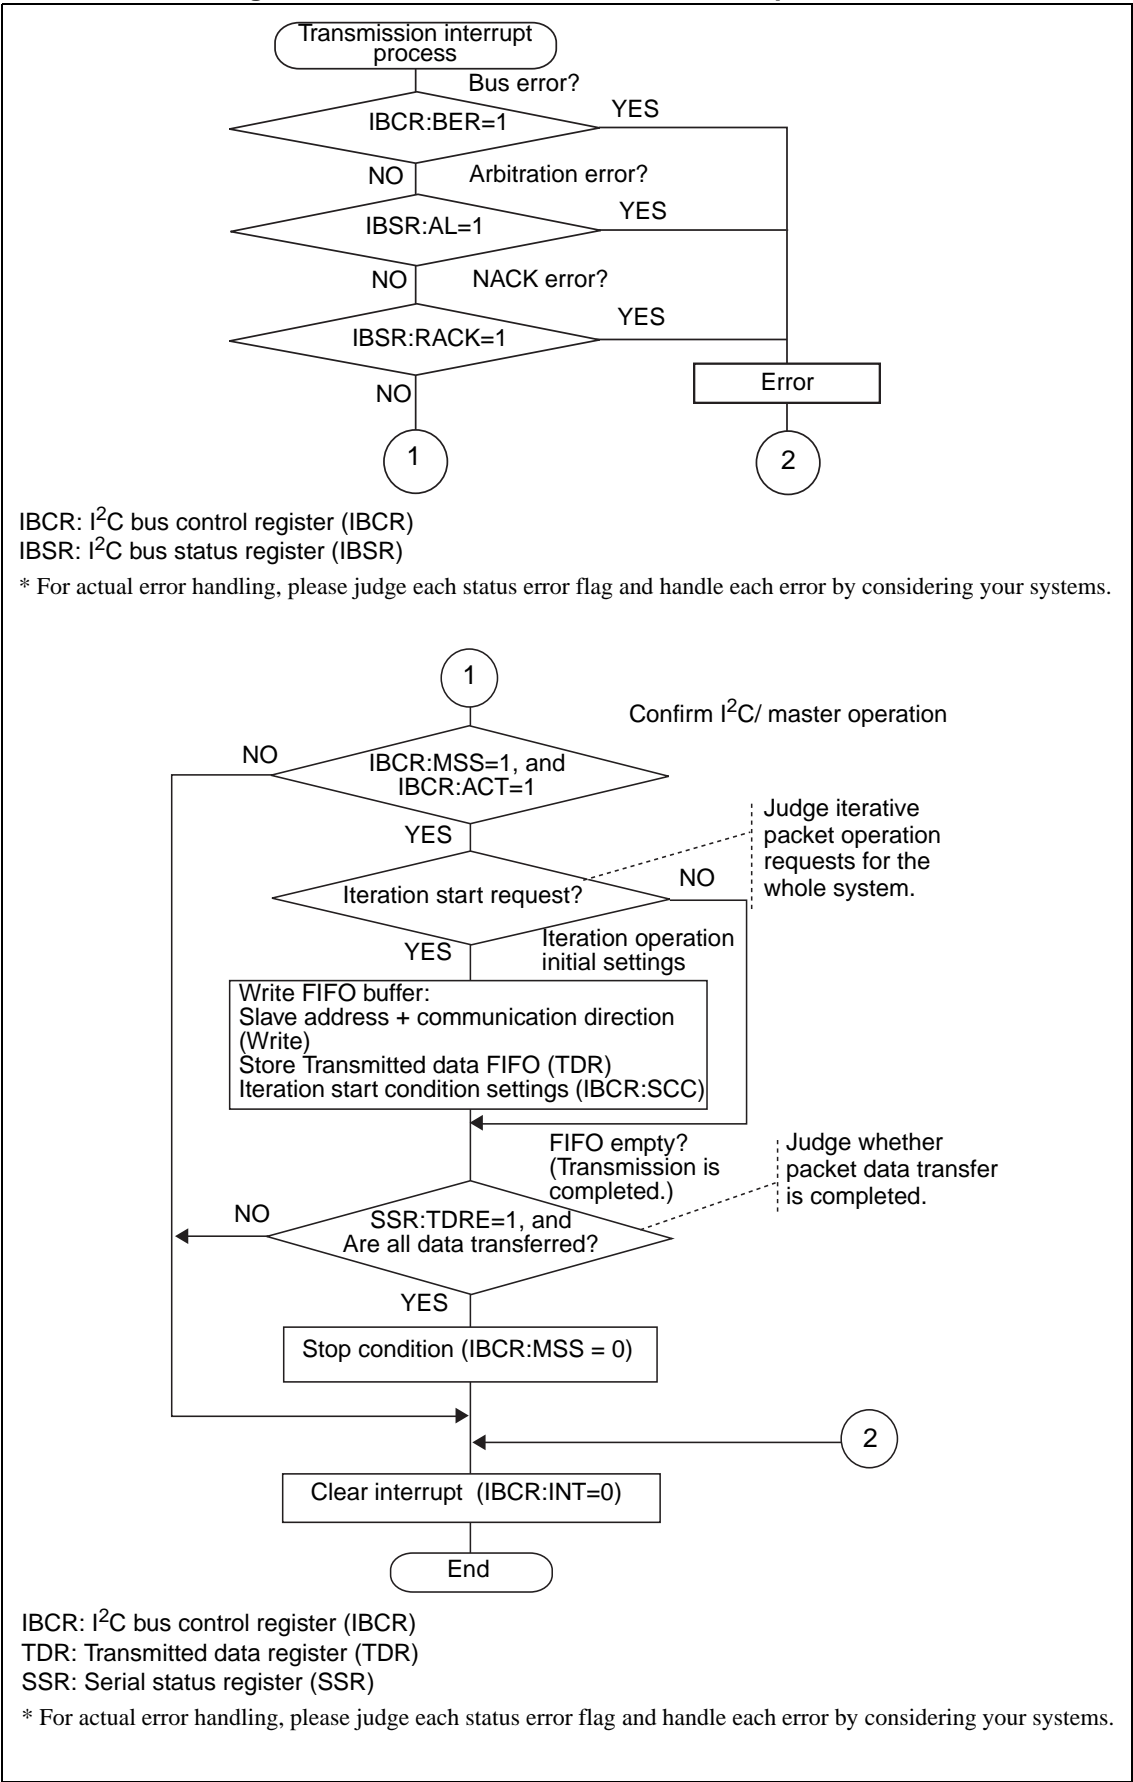 Transmission interrupt
process
Bus error?
IBCR:BER=1
YES
NO
Arbitration error?
IBSR:AL=1
YES
NO
NACK error?
IBSR:RACK=1
YES
NO
Error
1
2
IBCR: I2C bus control register (IBCR)
IBSR: I2C bus status register (IBSR)
* For actual error handling, please judge each status error flag and handle each error by considering your systems.
1
Confirm I2C/ master operation
NO
IBCR:MSS=1, and
IBCR:ACT=1
YES
Judge iterative
packet operation
requests for the
whole system.
Iteration start request?
NO
YES
Iteration operation
initial settings
Write FIFO buffer:
Slave address + communication direction
(Write)
Store Transmitted data FIFO (TDR)
Iteration start condition settings (IBCR:SCC)
FIFO empty?
(Transmission is
completed.)
Judge whether
packet data transfer
is completed.
NO
SSR:TDRE=1, and
Are all data transferred?
YES
Stop condition (IBCR:MSS = 0)
2
Clear interrupt (IBCR:INT=0)
End
IBCR: I2C bus control register (IBCR)
TDR: Transmitted data register (TDR)
SSR: Serial status register (SSR)
* For actual error handling, please judge each status error flag and handle each error by considering your systems.